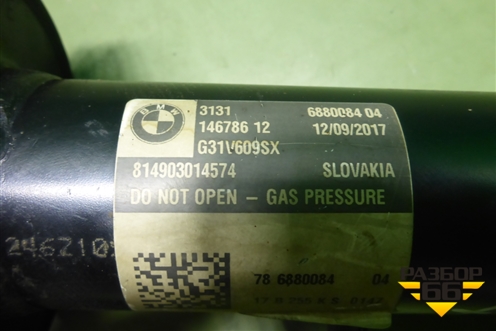 BMW
3131 6880084 04
146786 12 12/09/2017
G31V609SX
814903014574 SLOVAKIA
DO NOT OPEN – GAS PRESSURE
2462105
78 6880084 04
РАЗБОР
66